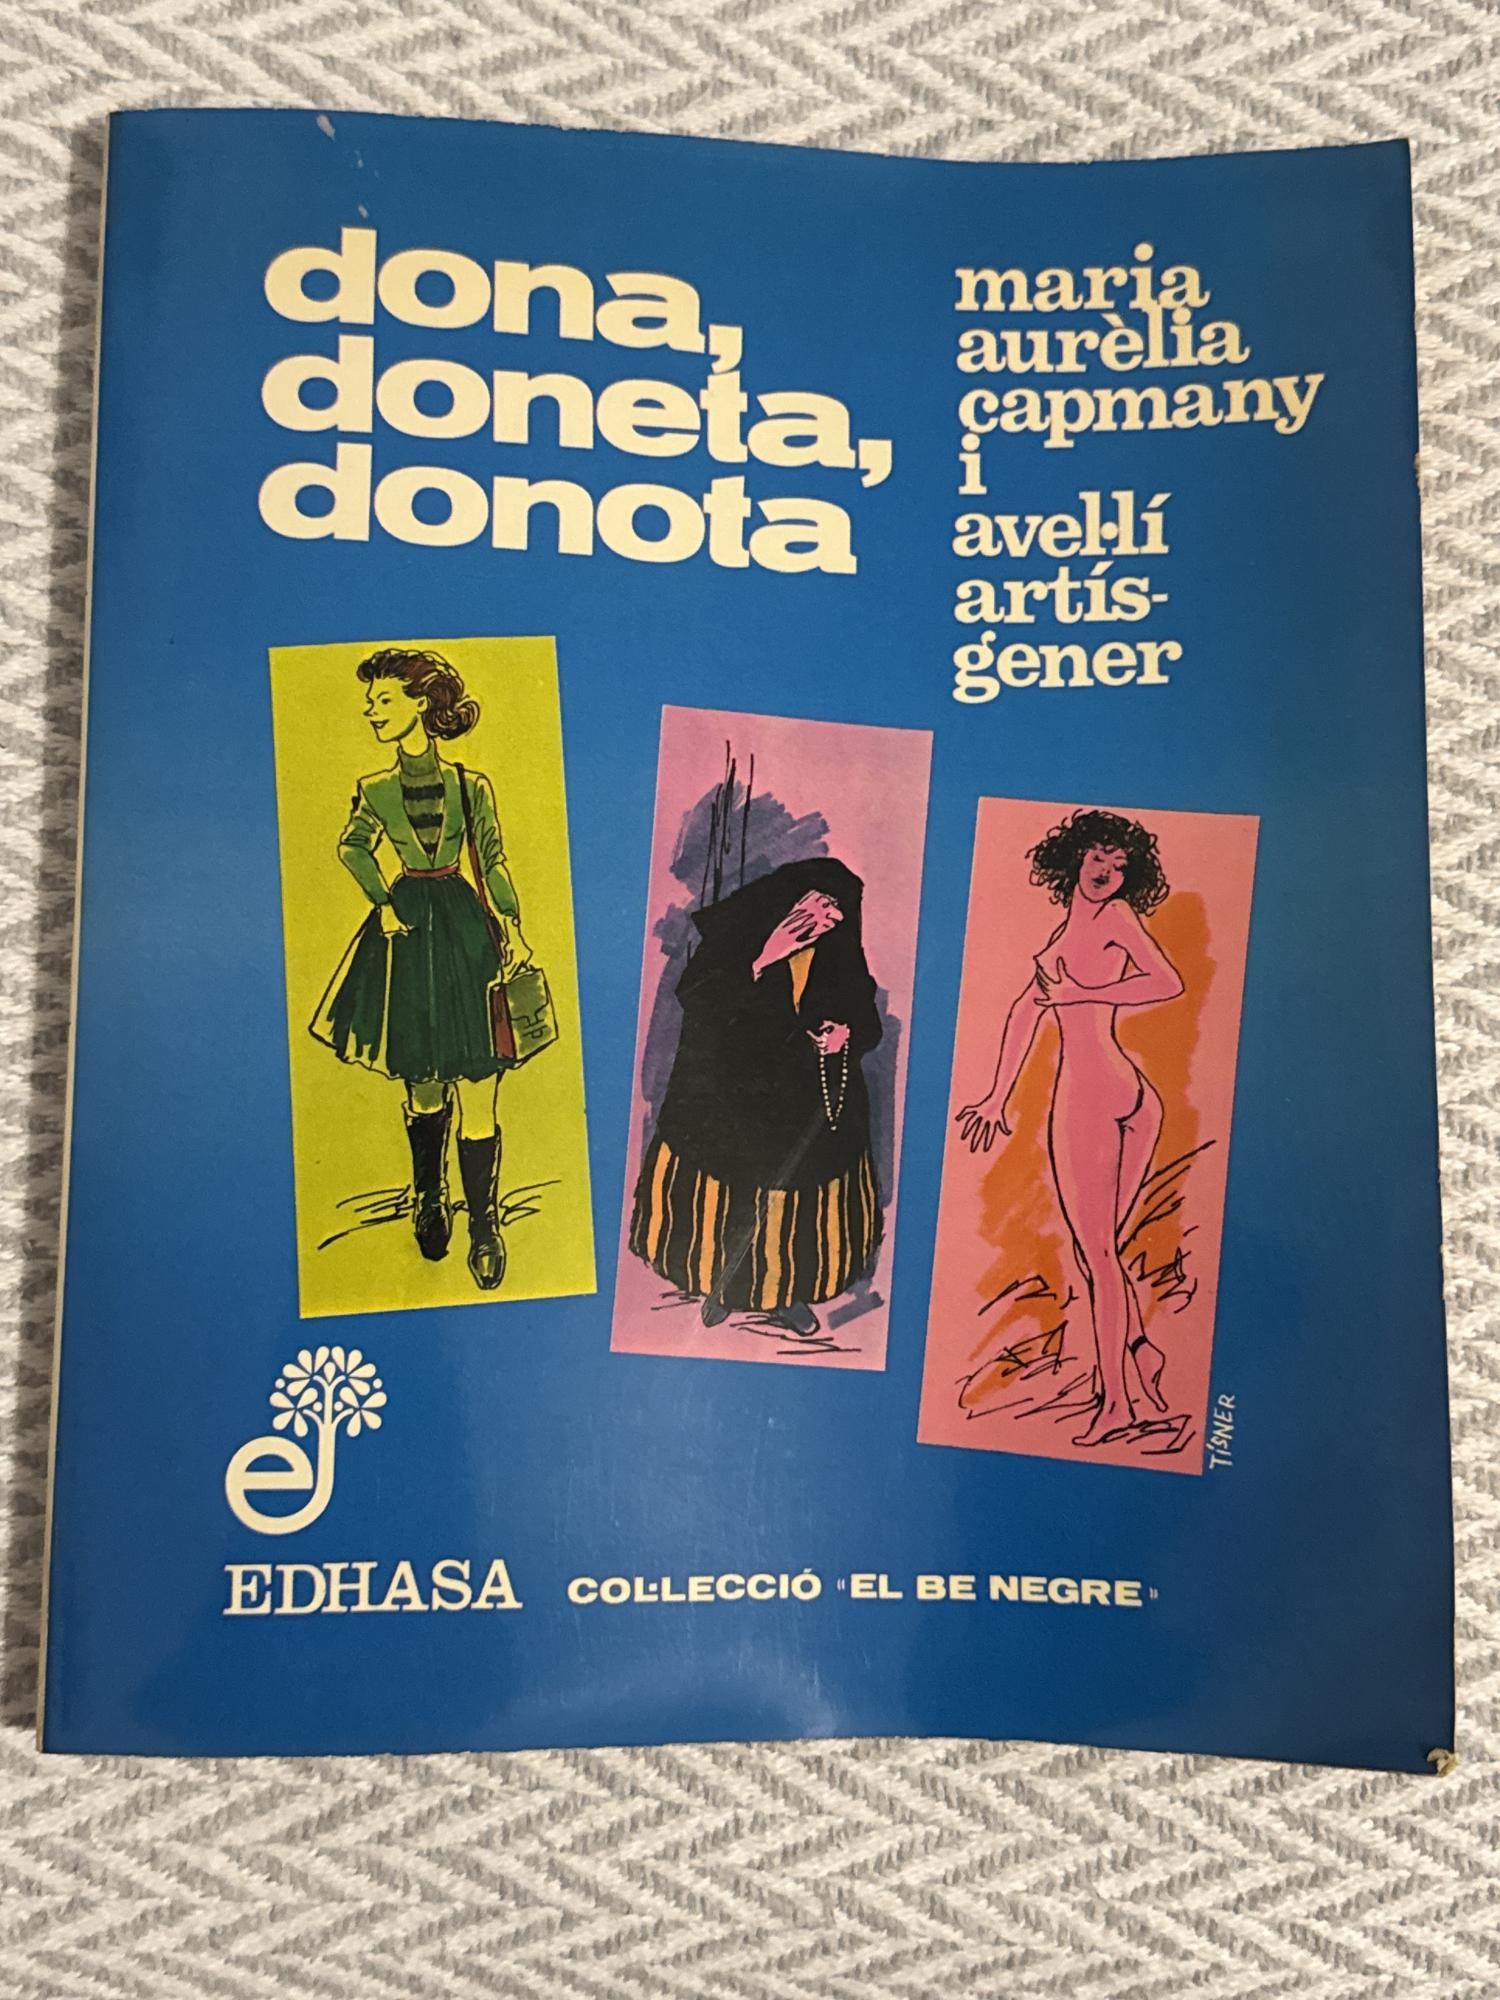 dona,
doneta,
donota
maria
aurèlia
capmany
i
avel·lí
artís-
gener
TíSNER
e
EDHASA
COL·LECCIÓ «EL BE NEGRE»